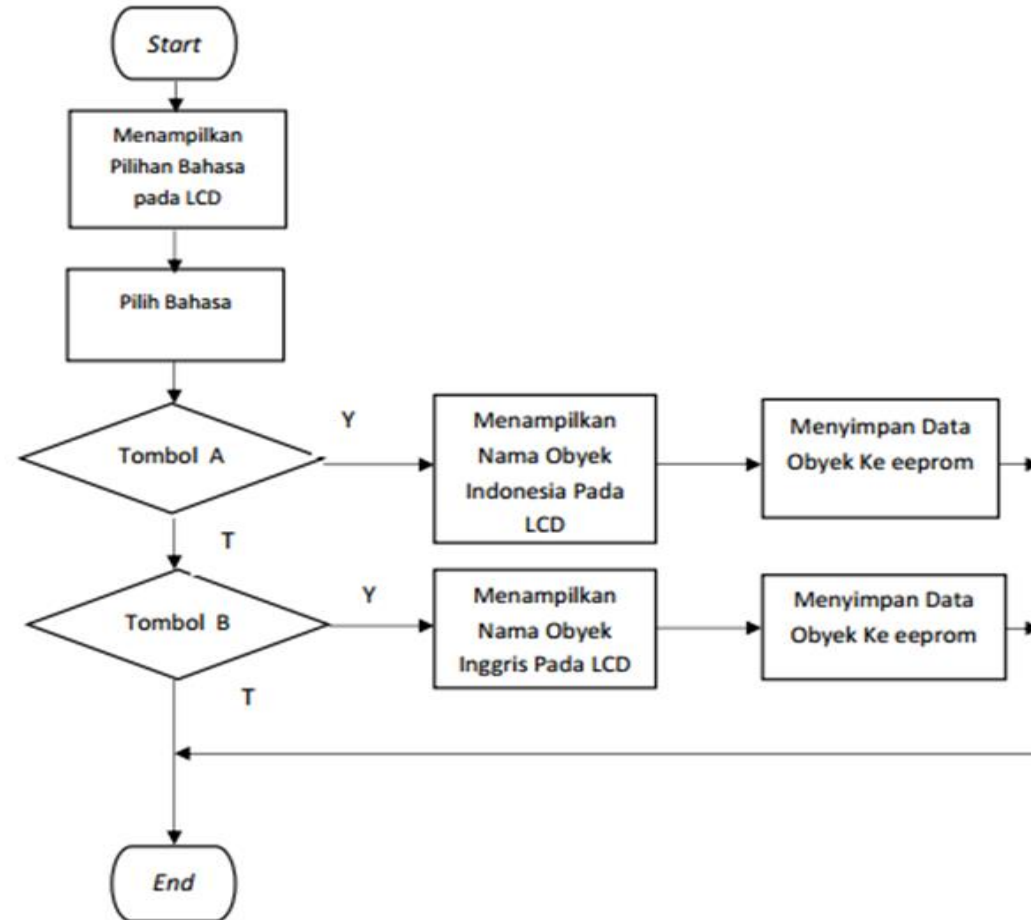 Start
Menampilkan
Pilihan Bahasa
pada LCD
Pilih Bahasa
Tombol A
Y
Menampilkan
Nama Obyek
Indonesia Pada
LCD
Menyimpan Data
Obyek Ke eeprom
T
Tombol B
Y
Menampilkan
Nama Obyek
Inggris Pada LCD
Menyimpan Data
Obyek Ke eeprom
T
End